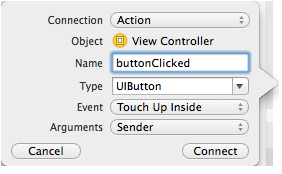 Connection Action
Object View Controller
Name buttonClicked
Type UIButton
Event Touch Up Inside
Arguments Sender
Cancel Connect